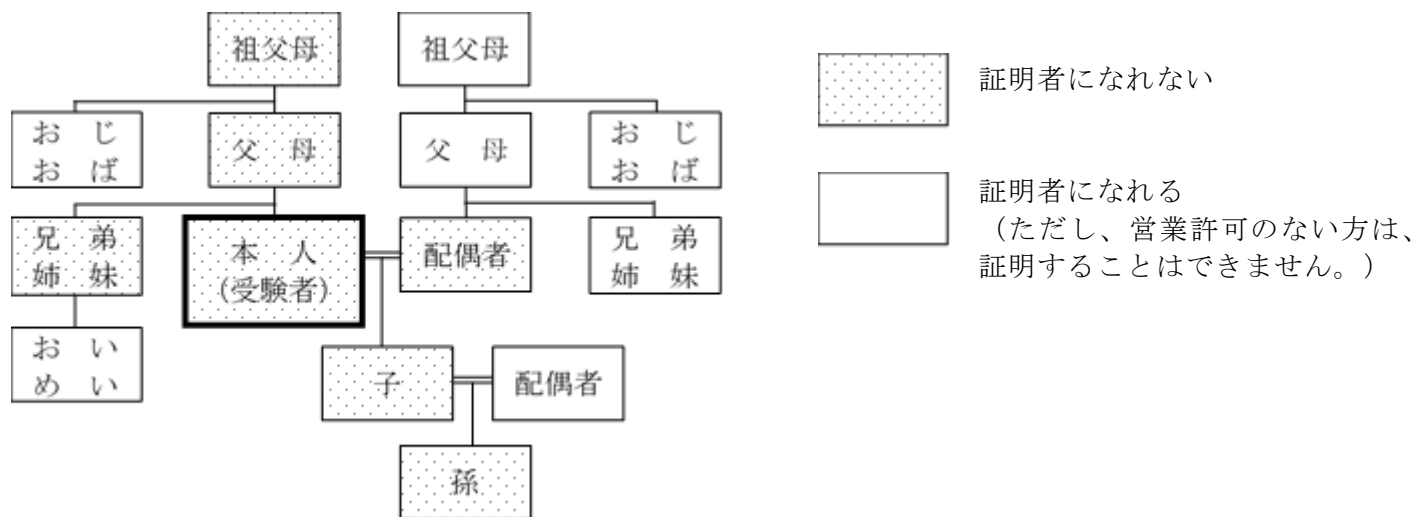 祖父母
祖父母
お じ
お ば
父 母
父 母
お じ
お ば
兄 弟
姉 妹
本 人
(受験者)
配偶者
兄 弟
姉 妹
お い
め い
子
配偶者
孫
証明者になれない
証明者になれる
（ただし、営業許可のない方は、
証明することはできません。）